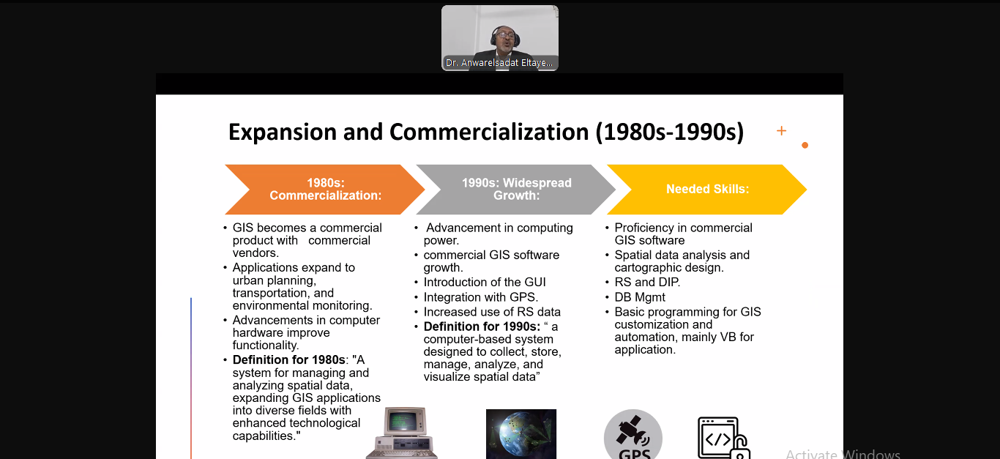 Dr. Anwarelsadat Eltaye...
Expansion and Commercialization (1980s-1990s)
1980s:
Commercialization:
• GIS becomes a commercial
product with commercial
vendors.
• Applications expand to
urban planning,
transportation, and
environmental monitoring.
• Advancements in computer
hardware improve
functionality.
• Definition for 1980s: "A
system for managing and
analyzing spatial data,
expanding GIS applications
into diverse fields with
enhanced technological
capabilities."
1990s: Widespread
Growth:
• Advancement in computing
power.
• commercial GIS software
growth.
• Introduction of the GUI
• Integration with GPS.
• Increased use of RS data
• Definition for 1990s: “ a
computer-based system
designed to collect, store,
manage, analyze, and
visualize spatial data”
Needed Skills:
• Proficiency in commercial
GIS software
• Spatial data analysis and
cartographic design.
• RS and DIP.
• DB Mgmt
• Basic programming for GIS
customization and
automation, mainly VB for
application.
GPS
</>
Activate Windows